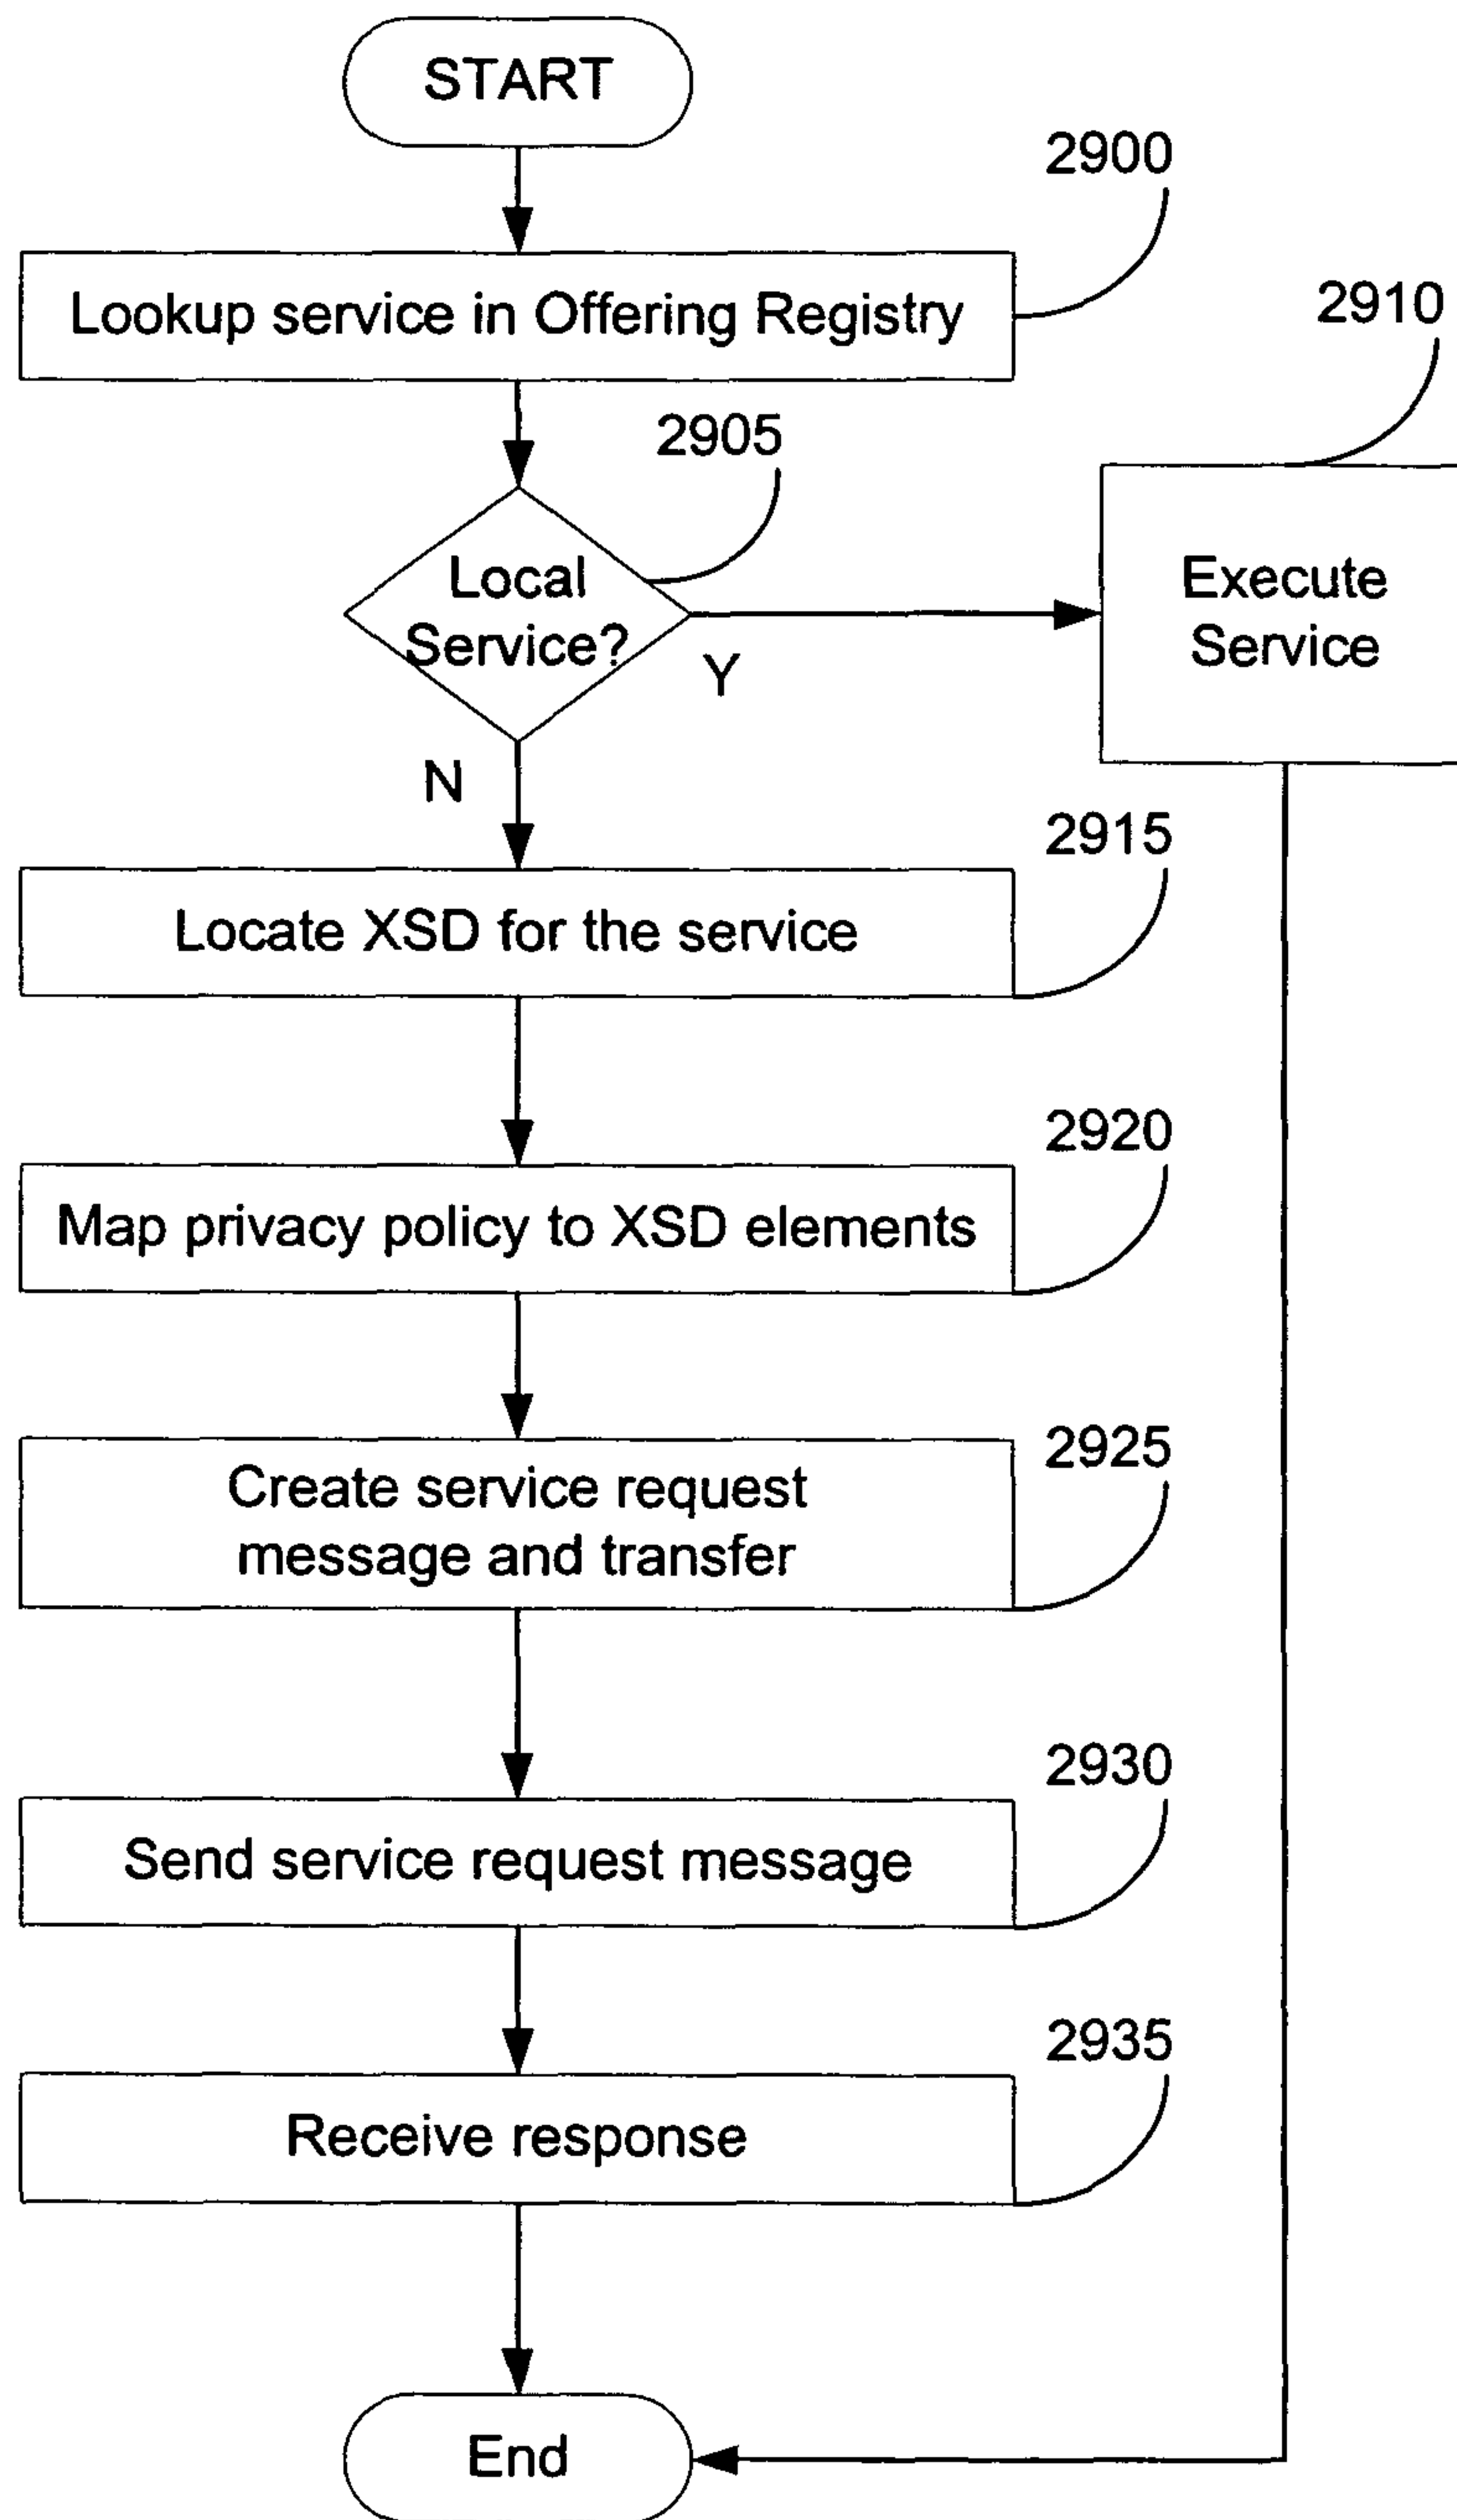 START
2900
Lookup service in Offering Registry
2910
2905
Local
Service?
Execute
Service
Y
N
2915
Locate XSD for the service
2920
Map privacy policy to XSD elements
2925
Create service request
message and transfer
2930
Send service request message
2935
Receive response
End